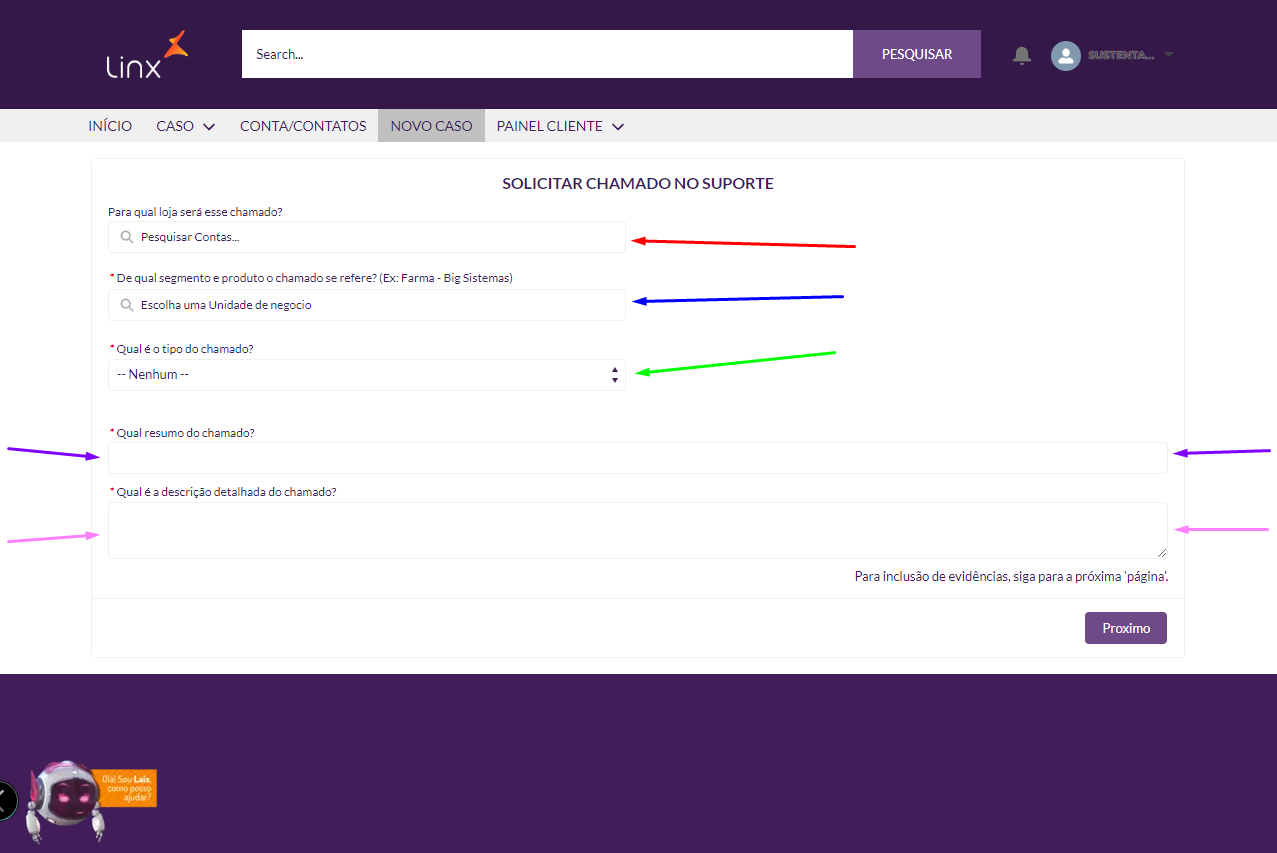 linx
Search...
PESQUISAR
SUSTENTA...
INÍCIO
CASO
CONTA/CONTATOS
NOVO CASO
PAINEL CLIENTE
SOLICITAR CHAMADO NO SUPORTE
Para qual loja será esse chamado?
Pesquisar Contas...
* De qual segmento e produto o chamado se refere? (Ex: Farma - Big Sistemas)
Escolha uma Unidade de negocio
* Qual é o tipo do chamado?
-- Nenhum --
* Qual resumo do chamado?
* Qual é a descrição detalhada do chamado?
Para inclusão de evidências, siga para a próxima 'página'.
Proximo
Olá! Sou Laís,
como posso
ajudar?